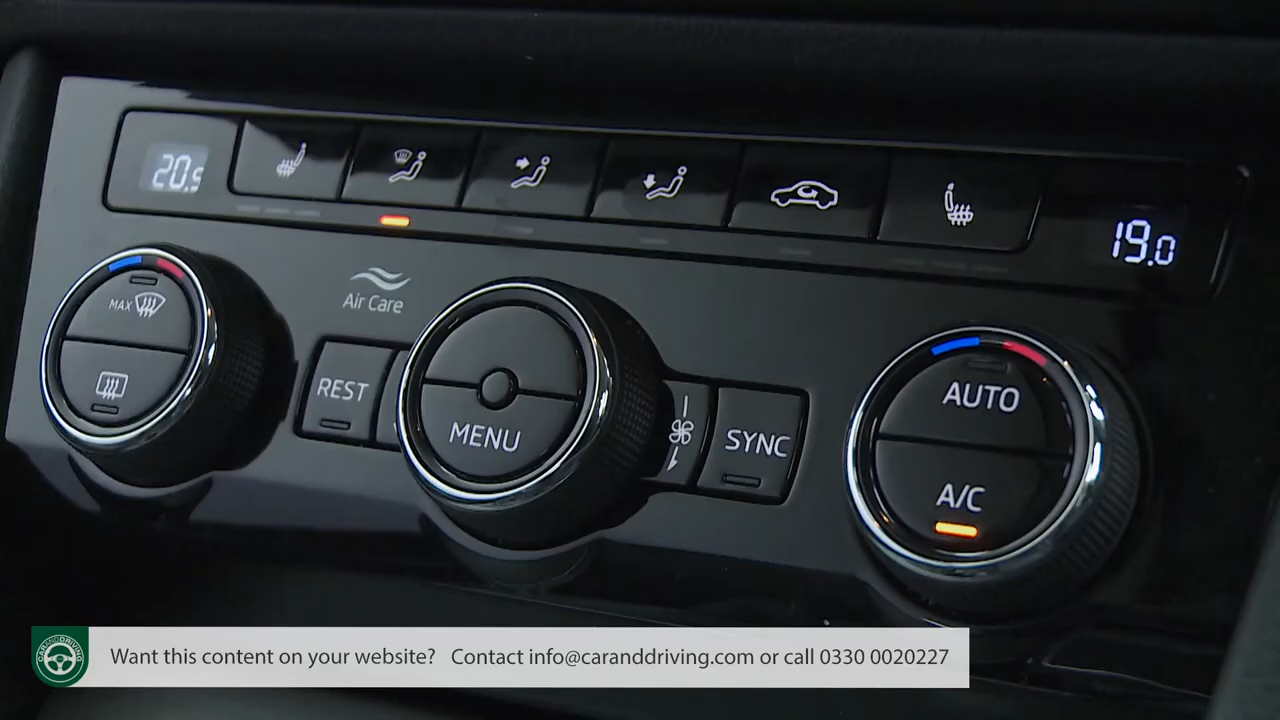 20.5
19.0
MAX
Air Care
REST
MENU
SYNC
AUTO
A/C
CARANDDRIVING
Want this content on your website? Contact info@caranddriving.com or call 0330 0020227